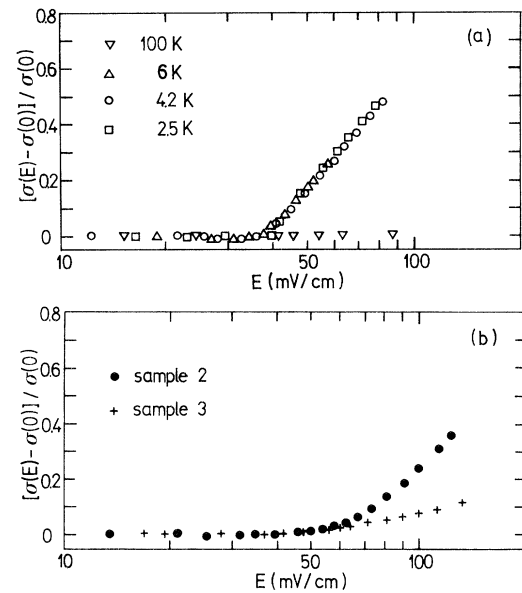 (a)
▽ 100 K
△ 6 K
○ 4.2 K
□ 2.5 K
[σ(E)-σ(0)] / σ(0)
0.8
0.6
0.4
0.2
0
10
50
100
E (mV/cm)
(b)
● sample 2
+ sample 3
[σ(E)-σ(0)] / σ(0)
0.8
0.6
0.4
0.2
0
10
50
100
E (mV/cm)